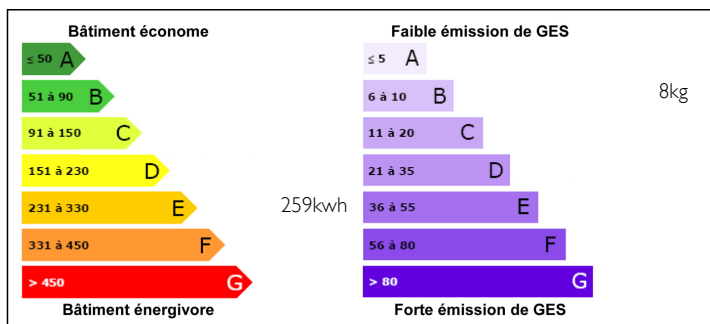 Bâtiment économe
≤ 50 A
51 à 90 B
91 à 150 C
151 à 230 D
231 à 330 E
259kwh
331 à 450 F
> 450 G
Bâtiment énergivore
Faible émission de GES
≤ 5 A
6 à 10 B
8kg
11 à 20 C
21 à 35 D
36 à 55 E
56 à 80 F
> 80 G
Forte émission de GES